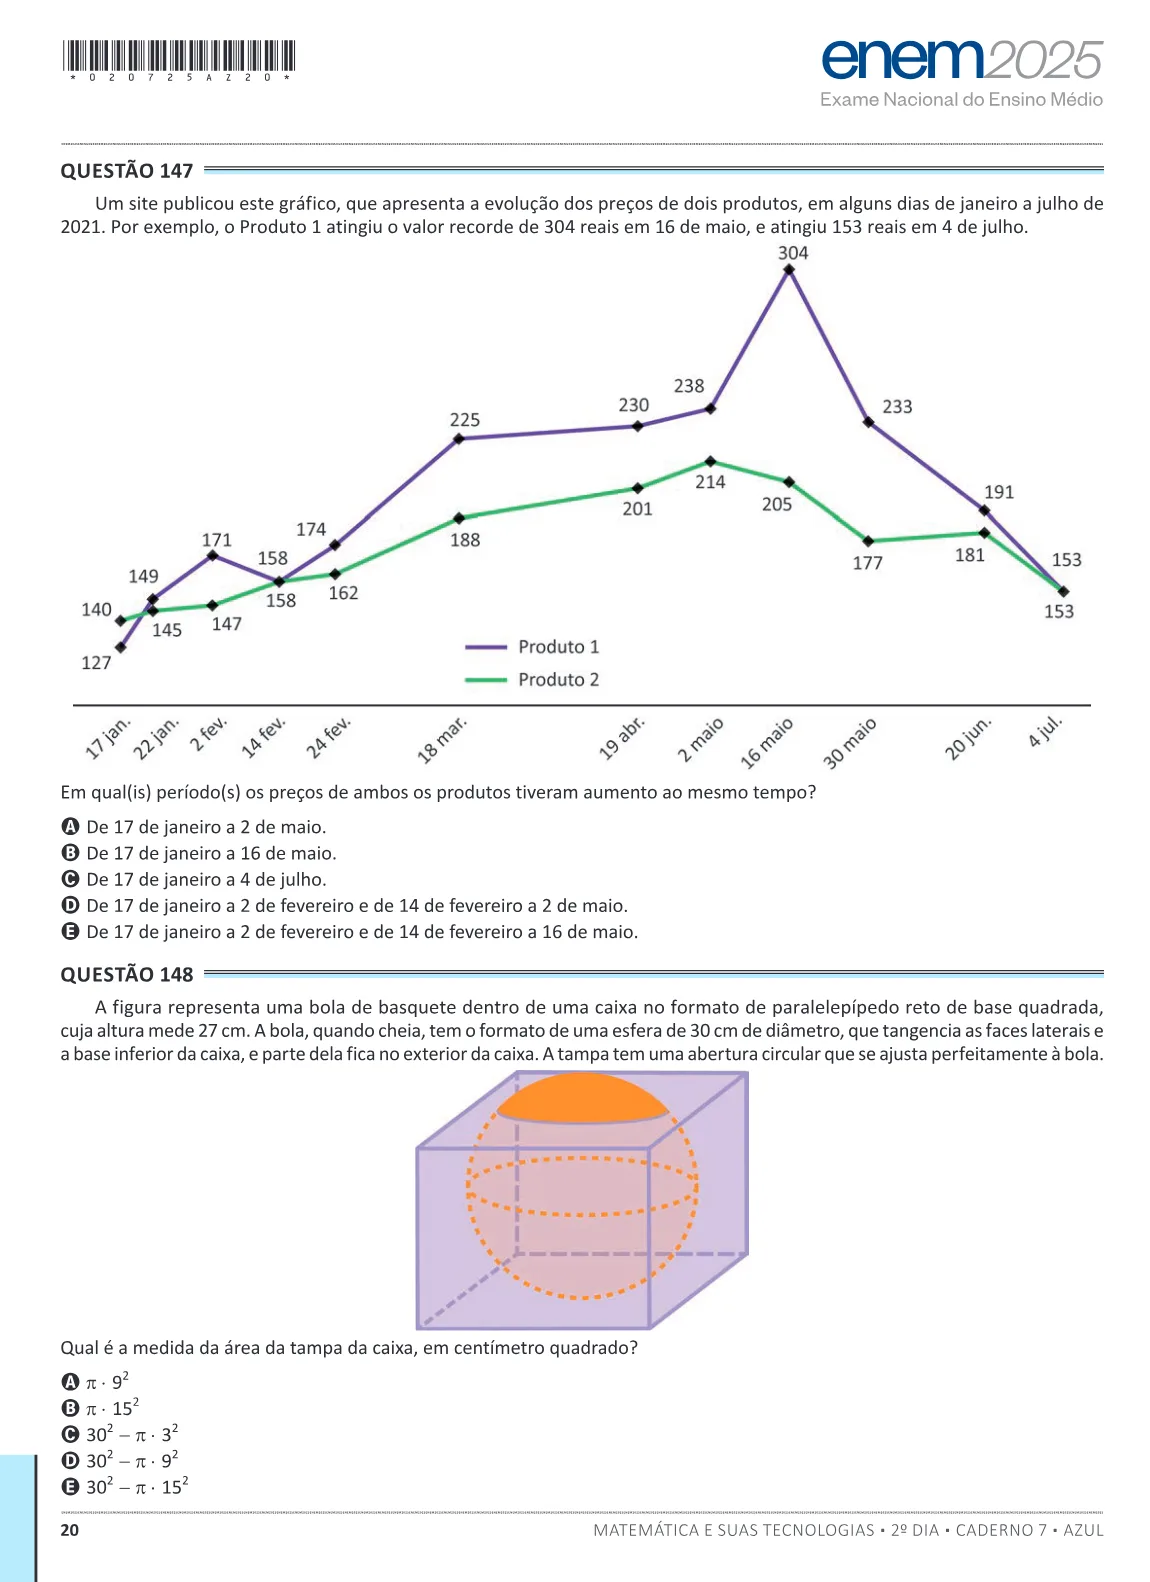 *020725AZ20*
enem2025
Exame Nacional do Ensino Médio
QUESTÃO 147
Um site publicou este gráfico, que apresenta a evolução dos preços de dois produtos, em alguns dias de janeiro a julho de
2021. Por exemplo, o Produto 1 atingiu o valor recorde de 304 reais em 16 de maio, e atingiu 153 reais em 4 de julho.
304
238
230
233
225
214
201
205
191
188
174
171
158
177
181
153
149
162
158
140
145
147
153
127
Produto 1
Produto 2
17 jan.
22 jan.
2 fev.
14 fev.
24 fev.
18 mar.
19 abr.
2 maio
16 maio
30 maio
20 jun.
4 jul.
Em qual(is) período(s) os preços de ambos os produtos tiveram aumento ao mesmo tempo?
A De 17 de janeiro a 2 de maio.
B De 17 de janeiro a 16 de maio.
C De 17 de janeiro a 4 de julho.
D De 17 de janeiro a 2 de fevereiro e de 14 de fevereiro a 2 de maio.
E De 17 de janeiro a 2 de fevereiro e de 14 de fevereiro a 16 de maio.
QUESTÃO 148
A figura representa uma bola de basquete dentro de uma caixa no formato de paralelepípedo reto de base quadrada,
cuja altura mede 27 cm. A bola, quando cheia, tem o formato de uma esfera de 30 cm de diâmetro, que tangencia as faces laterais e
a base inferior da caixa, e parte dela fica no exterior da caixa. A tampa tem uma abertura circular que se ajusta perfeitamente à bola.
Qual é a medida da área da tampa da caixa, em centímetro quadrado?
A π · 9²
B π · 15²
C 30² − π · 3²
D 30² − π · 9²
E 30² − π · 15²
20
MATEMÁTICA E SUAS TECNOLOGIAS • 2º DIA • CADERNO 7 • AZUL